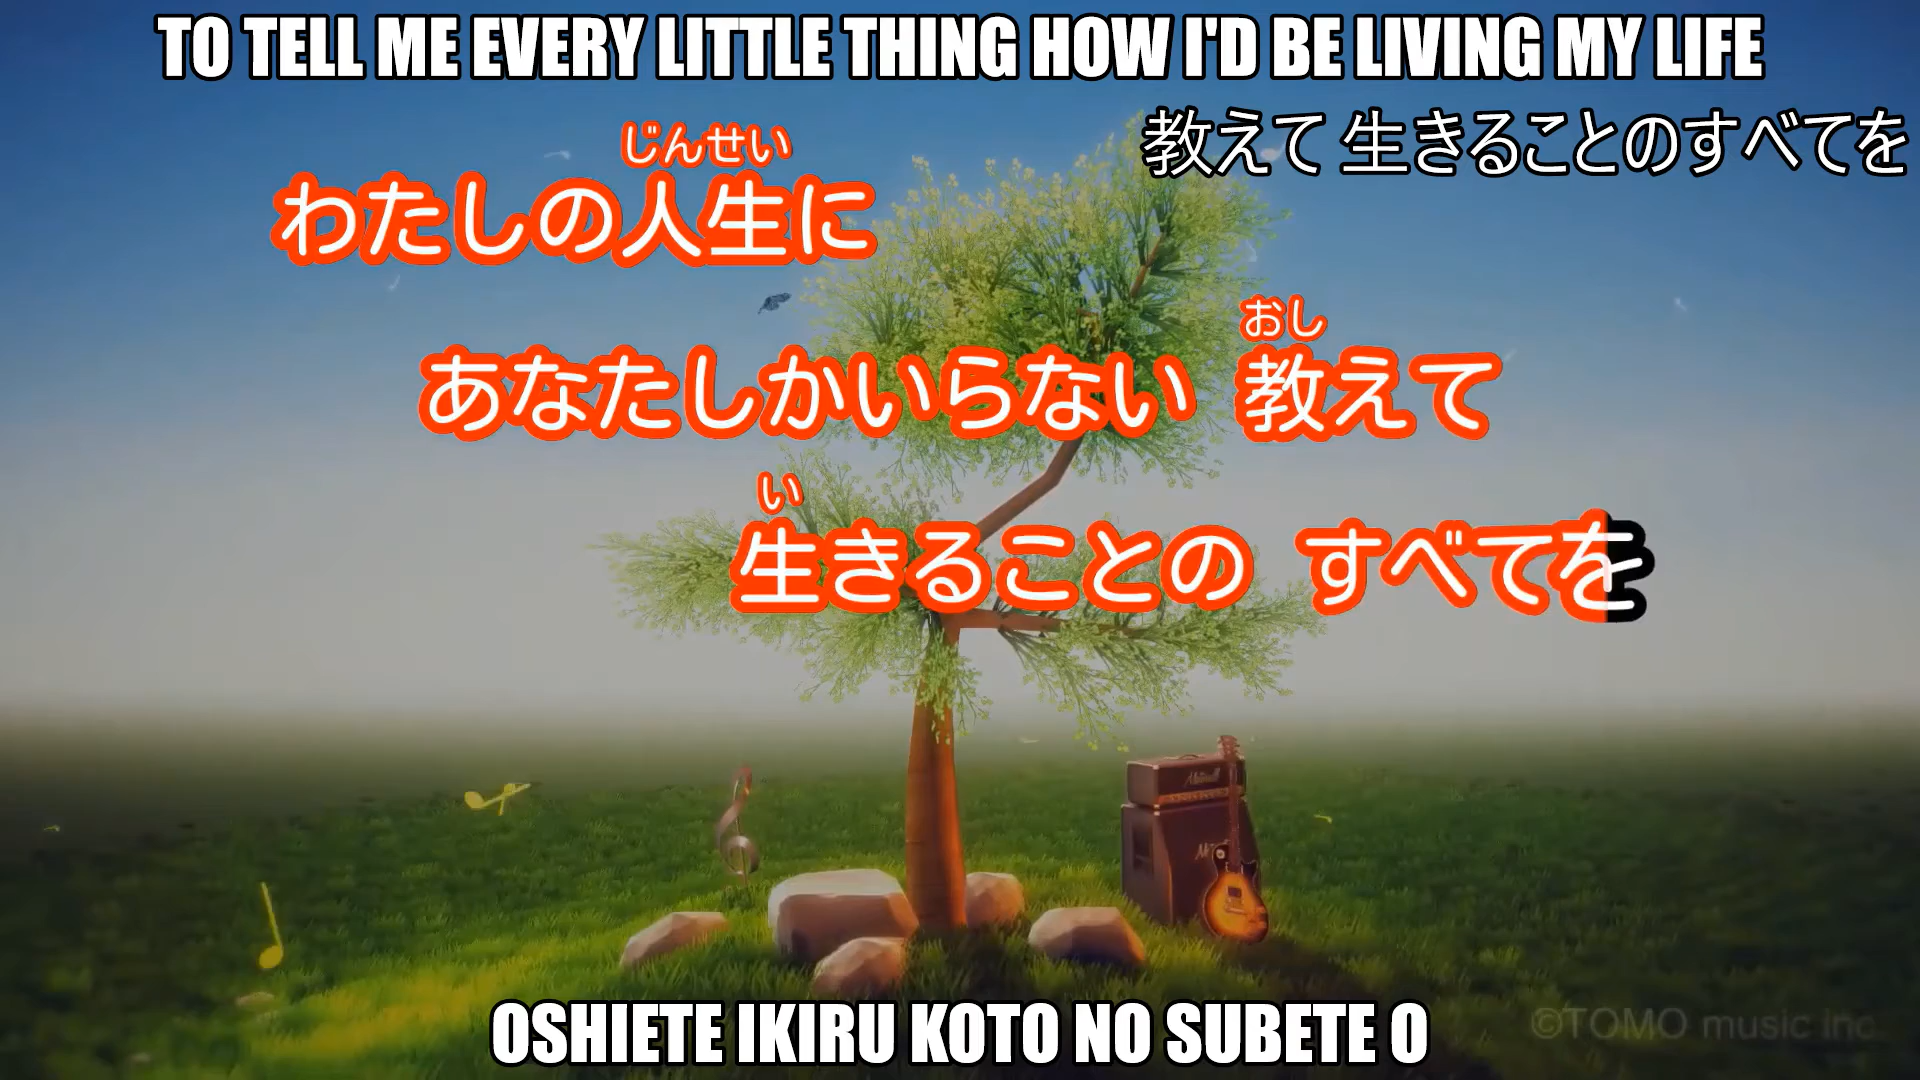 TO TELL ME EVERY LITTLE THING HOW I'D BE LIVING MY LIFE
教えて 生きることのすべてを
じんせい
わたしの人生に
おし
あなたしかいらない 教えて
い
生きることの すべてを
OSHIETE IKIRU KOTO NO SUBETE O
©TOMO music inc